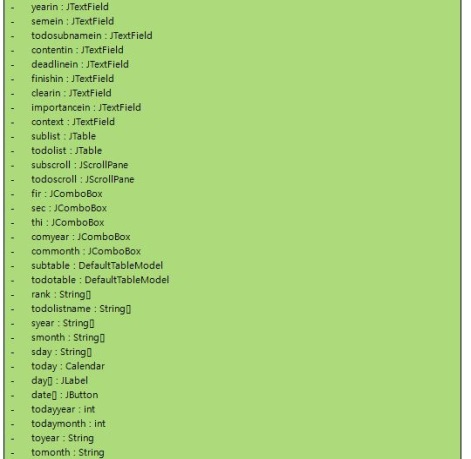 - yearin : JTextField
- semein : JTextField
- todosubnamein : JTextField
- contentin : JTextField
- deadlinein : JTextField
- finishin : JTextField
- clearin : JTextField
- importancein : JTextField
- context : JTextField
- sublist : JTable
- todolist : JTable
- subscroll : JScrollPane
- todoscroll : JScrollPane
- fir : JComboBox
- sec : JComboBox
- thi : JComboBox
- comyear : JComboBox
- commonth : JComboBox
- subtable : DefaultTableModel
- todotable : DefaultTableModel
- rank : String[]
- todolistname : String[]
- syear : String[]
- smonth : String[]
- sday : String[]
- today : Calendar
- day[] : JLabel
- date[] : JButton
- todayyear : int
- todaymonth : int
- toyear : String
- tomonth : String